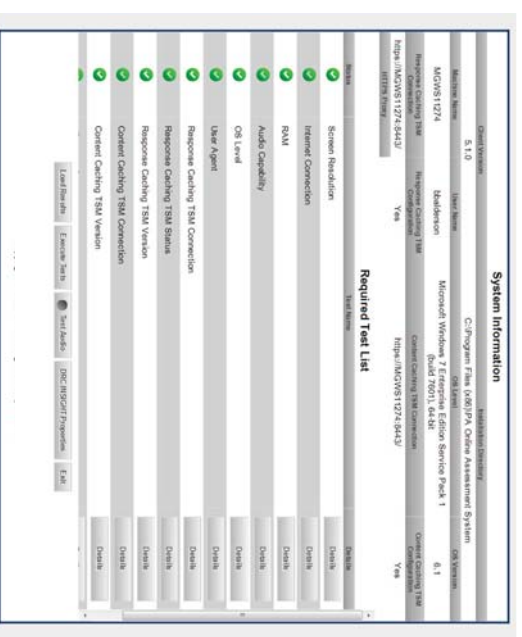 System Information
Client Version
Installation Directory
5.1.0
C:\Program Files (x86)\PA Online Assessment System
Machine Name
User Name
OS Level
OS Version
MGWS11274
bbalderson
Microsoft Windows 7 Enterprise Edition Service Pack 1
(build 7601), 64-bit
6.1
Response Caching TSM
Connection
Response Caching TSM
Configuration
Content Caching TSM Connection
Content Caching TSM
Configuration
https://MGWS11274:8443/
Yes
https://MGWS11274:8443/
Yes
HTTPS Proxy
Required Test List
Status
Test Name
Details
Screen Resolution
Details
Internet Connection
Details
RAM
Details
Audio Capability
Details
OS Level
Details
User Agent
Details
Response Caching TSM Connection
Details
Response Caching TSM Status
Details
Response Caching TSM Version
Details
Content Caching TSM Connection
Details
Content Caching TSM Version
Details
Load Results
Execute Tests
Test Audio
DRC INSIGHT Properties
Exit